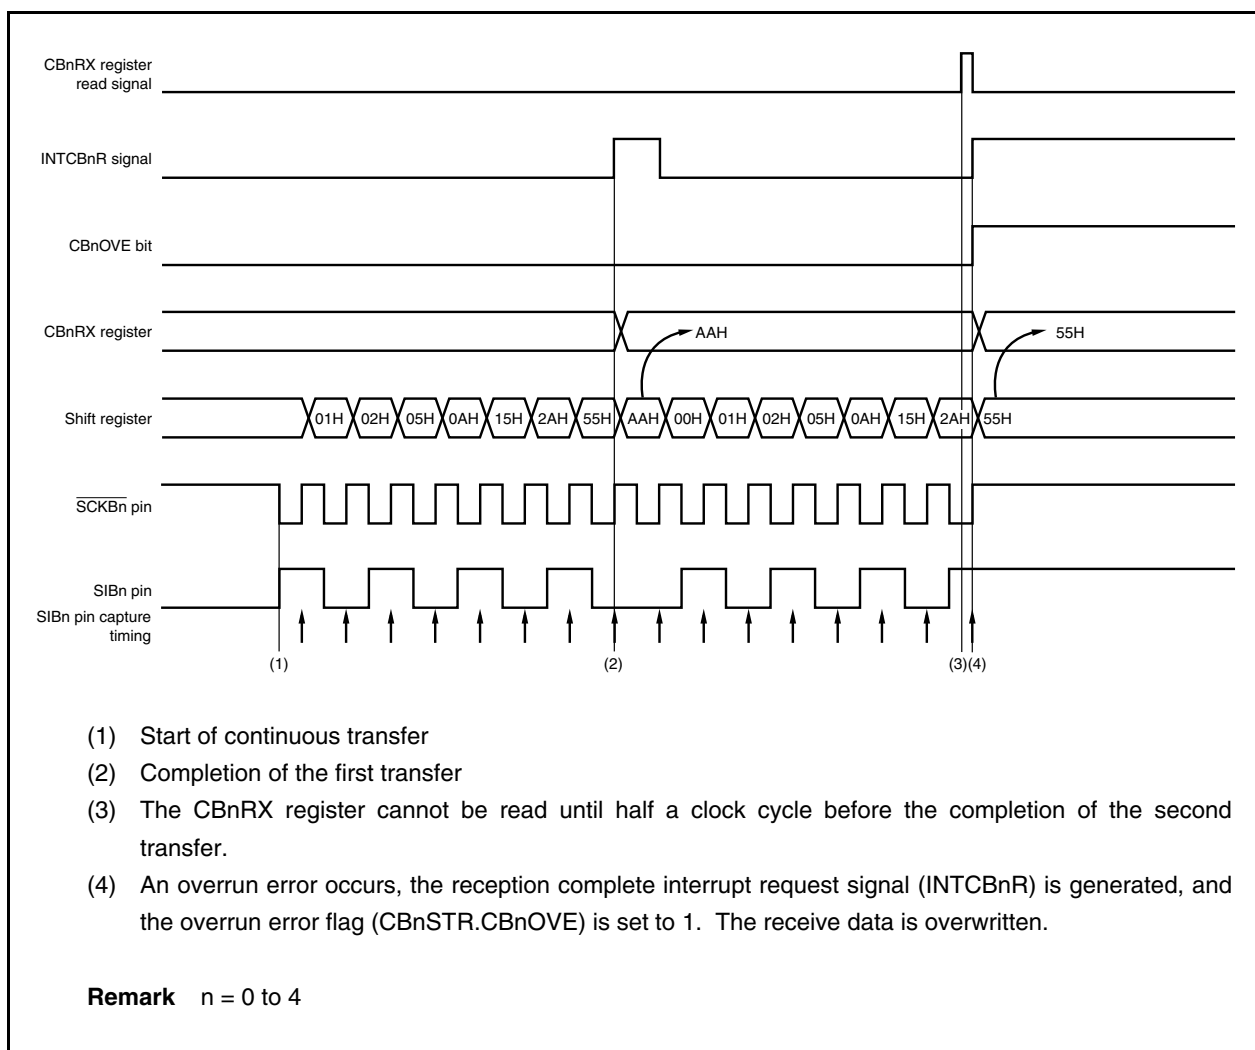 CBnRX register
read signal
INTCBnR signal
CBnOVE bit
CBnRX register
AAH
55H
Shift register
01H 02H 05H 0AH 15H 2AH 55H AAH 00H 01H 02H 05H 0AH 15H 2AH 55H
SCKBn pin
SIBn pin
SIBn pin capture
timing
(1) (2) (3) (4)
(1) Start of continuous transfer
(2) Completion of the first transfer
(3) The CBnRX register cannot be read until half a clock cycle before the completion of the second
transfer.
(4) An overrun error occurs, the reception complete interrupt request signal (INTCBnR) is generated, and
the overrun error flag (CBnSTR.CBnOVE) is set to 1. The receive data is overwritten.
Remark n = 0 to 4